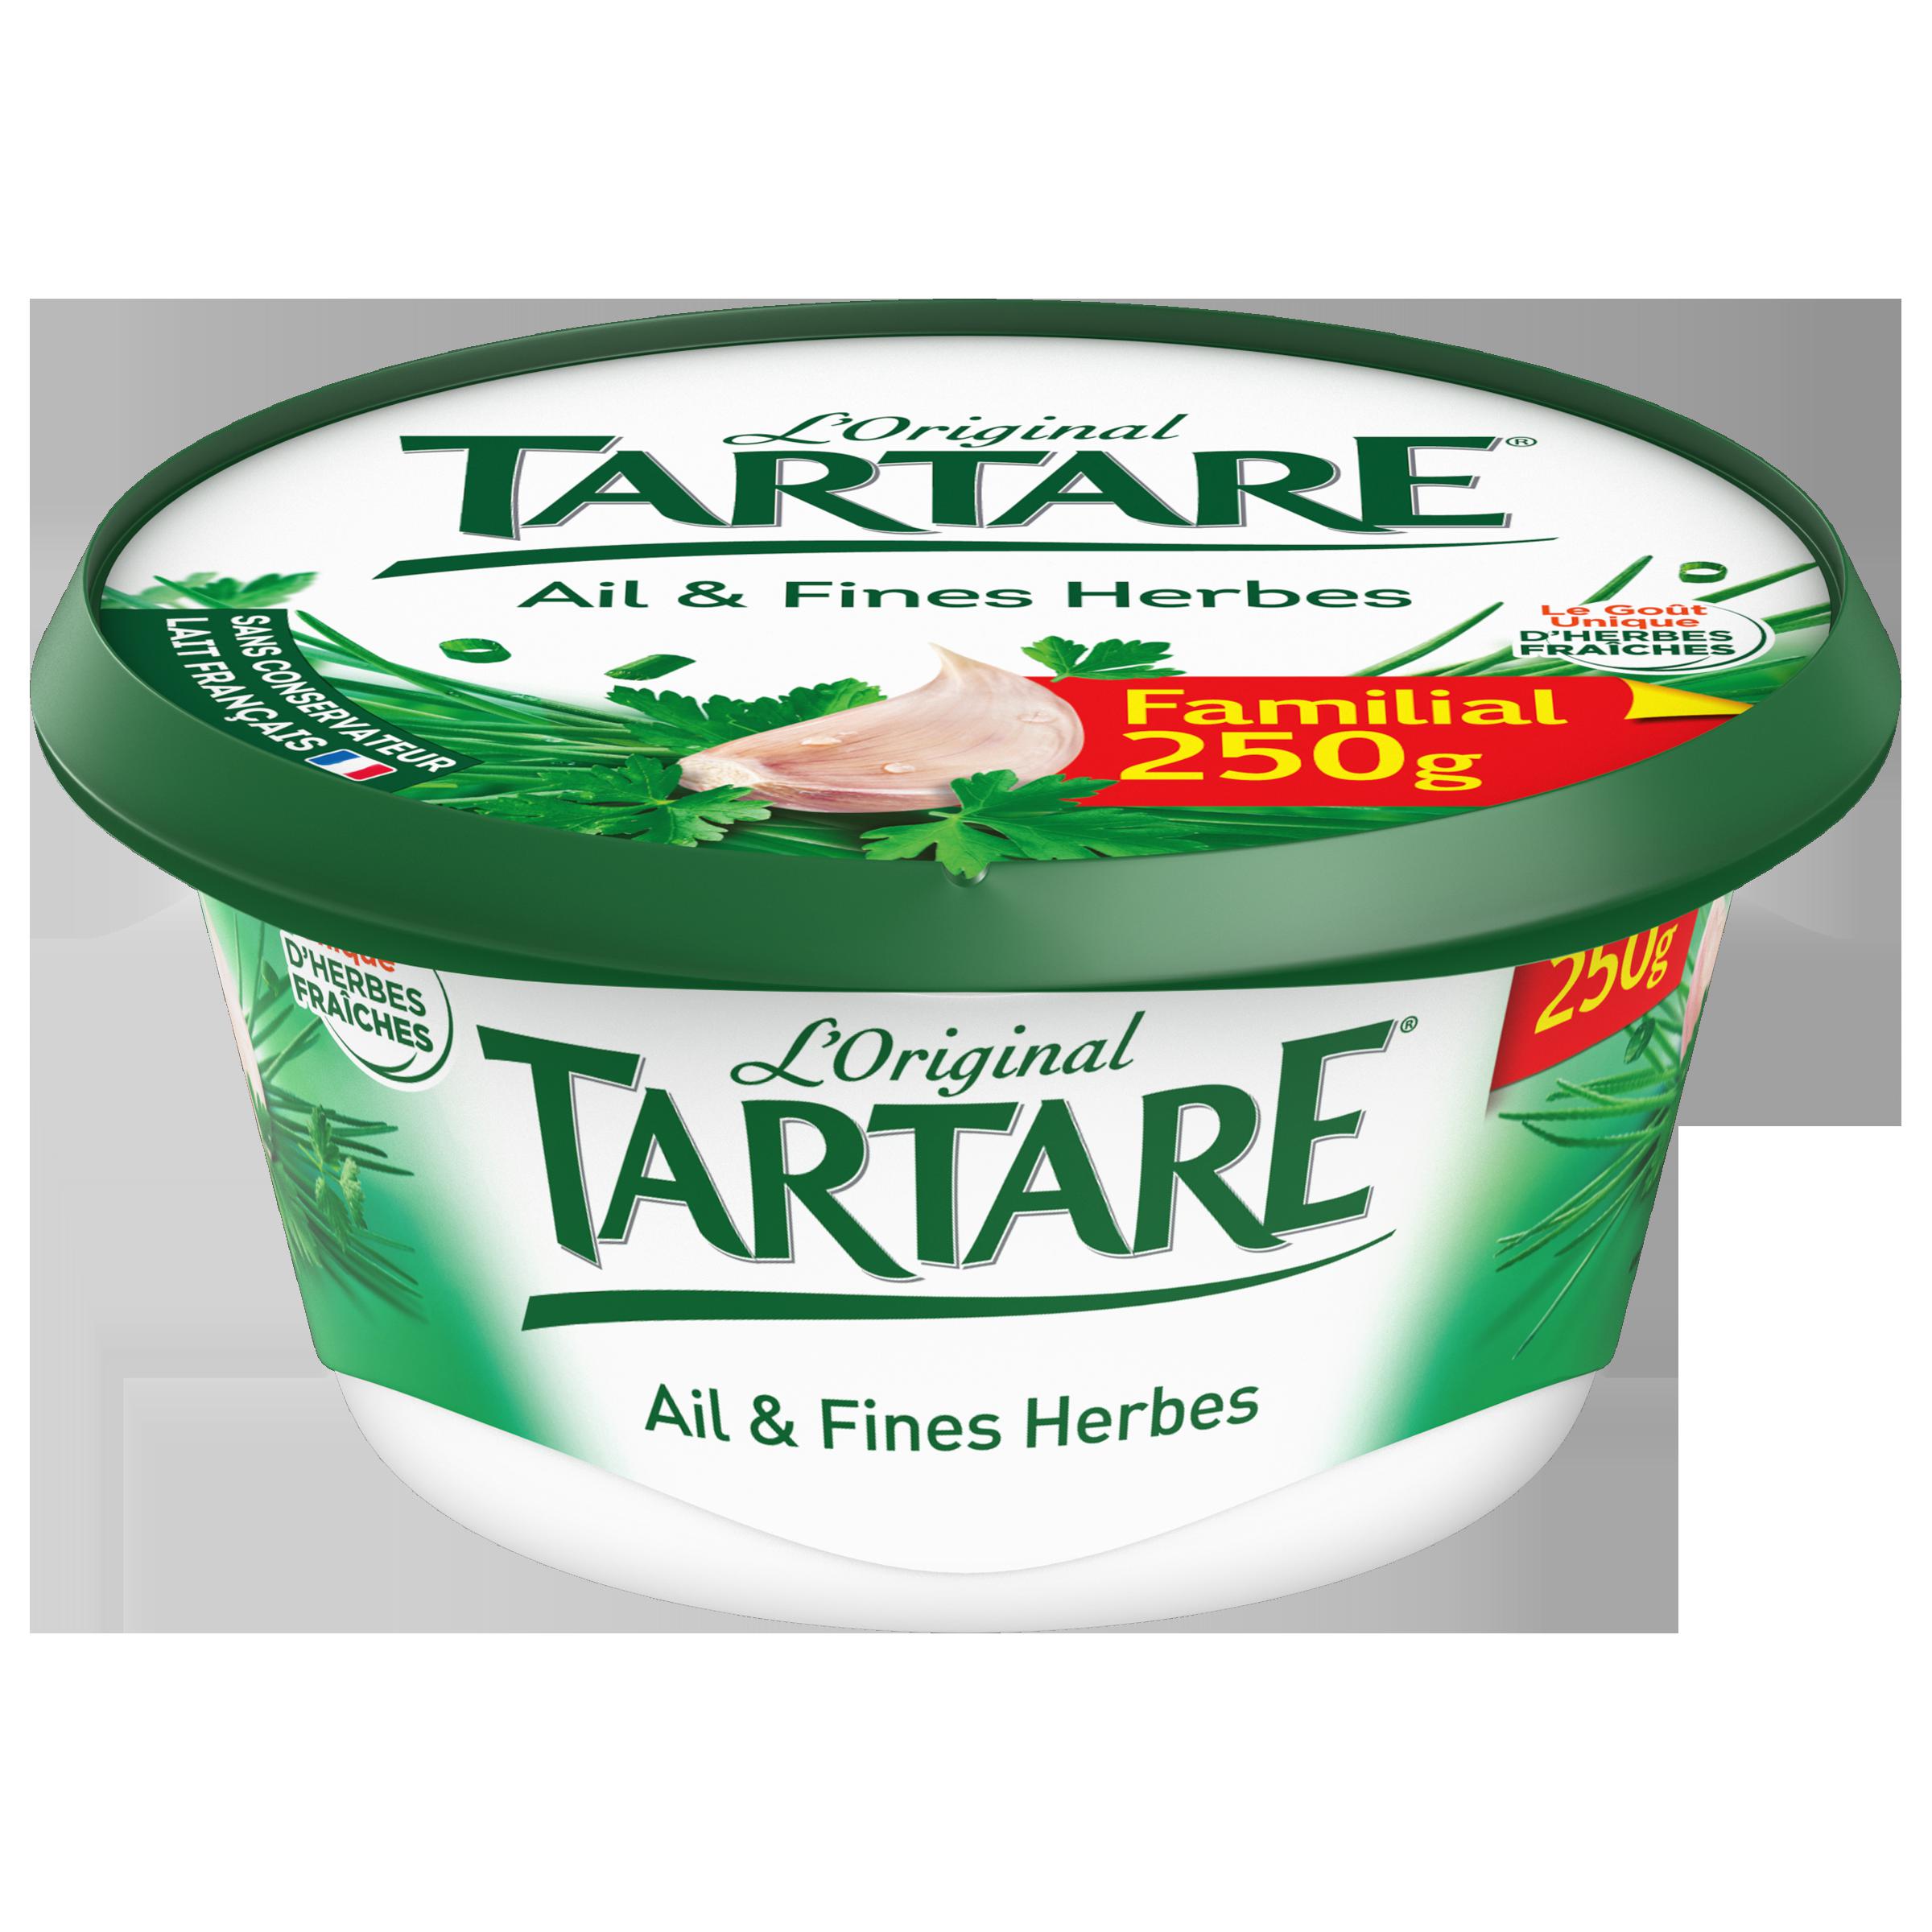 L'Original
TARTARE®
Ail & Fines Herbes
Le Goût
Unique
D'HERBES
FRAÎCHES
SANS CONSERVATEUR
LAIT FRANÇAIS
Familial
250g
D'HERBES
FRAÎCHES
250g
L'Original
TARTARE®
Ail & Fines Herbes